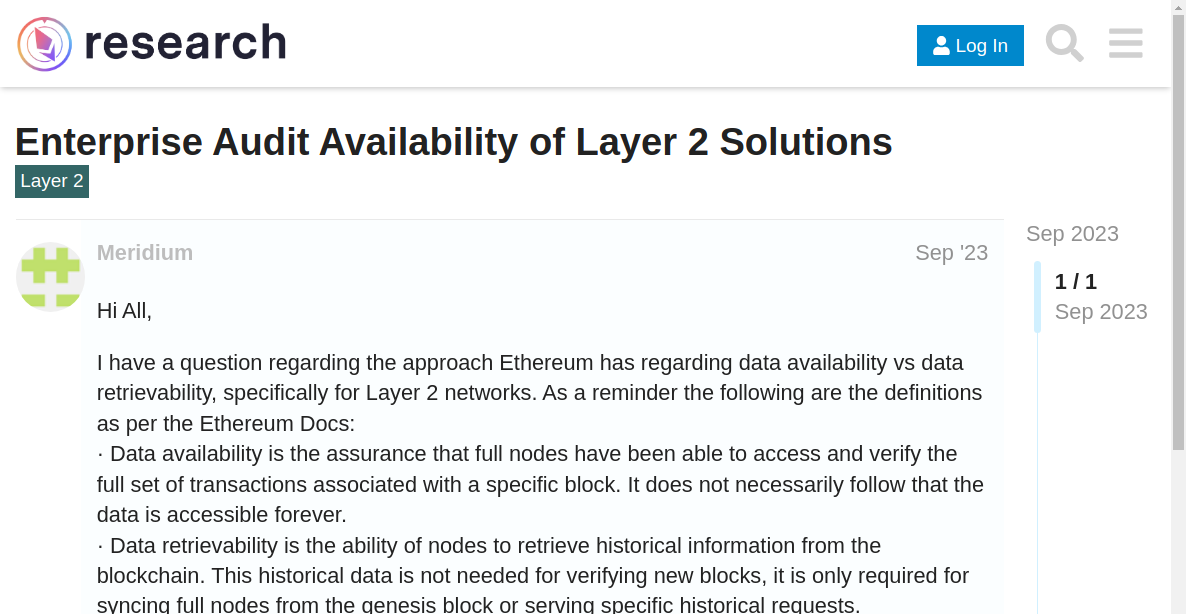 research
Log In
Enterprise Audit Availability of Layer 2 Solutions
Layer 2
Meridium
Sep '23
Sep 2023
1 / 1
Sep 2023
Hi All,
I have a question regarding the approach Ethereum has regarding data availability vs data
retrievability, specifically for Layer 2 networks. As a reminder the following are the definitions
as per the Ethereum Docs:
· Data availability is the assurance that full nodes have been able to access and verify the
full set of transactions associated with a specific block. It does not necessarily follow that the
data is accessible forever.
· Data retrievability is the ability of nodes to retrieve historical information from the
blockchain. This historical data is not needed for verifying new blocks, it is only required for
syncing full nodes from the genesis block or serving specific historical requests.